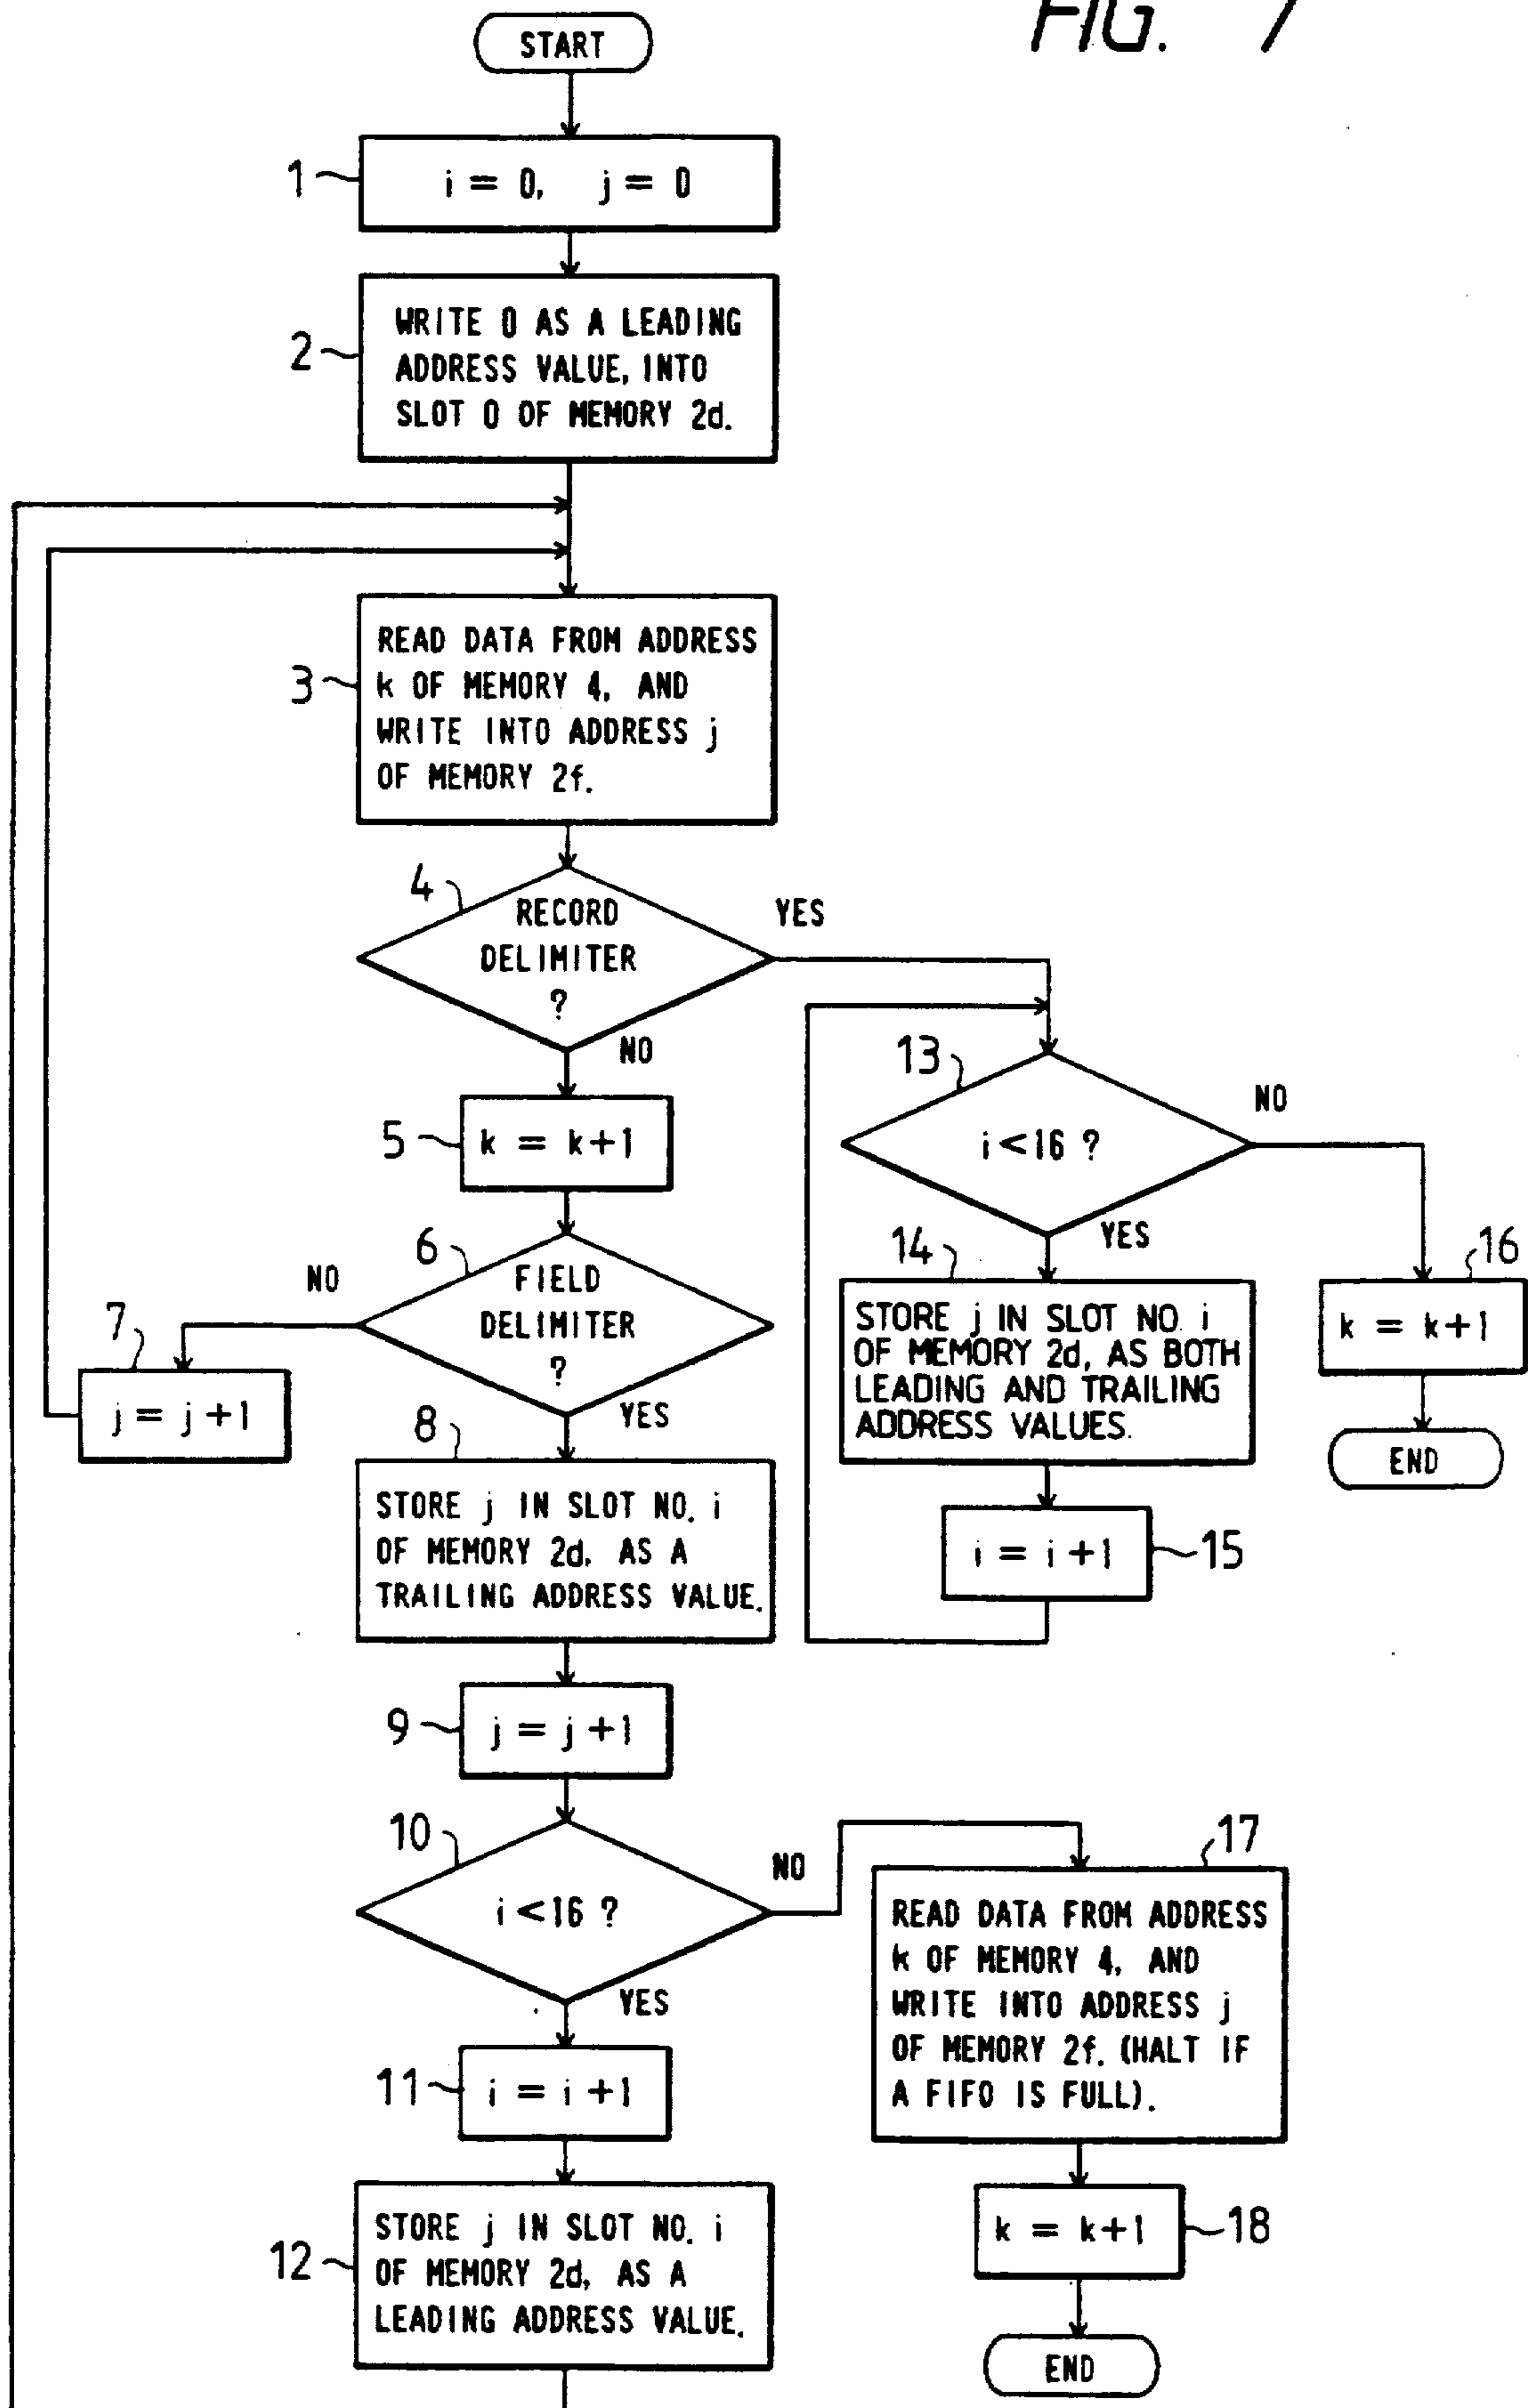 FIG. 7
START
1
i = 0, j = 0
2
WRITE 0 AS A LEADING
ADDRESS VALUE, INTO
SLOT 0 OF MEMORY 2d.
3
READ DATA FROM ADDRESS
k OF MEMORY 4, AND
WRITE INTO ADDRESS j
OF MEMORY 2f.
4
RECORD
DELIMITER
?
YES
NO
5
k = k+1
13
i<16 ?
NO
YES
6
FIELD
DELIMITER
?
NO
YES
7
j = j+1
14
STORE j IN SLOT NO. i
OF MEMORY 2d, AS BOTH
LEADING AND TRAILING
ADDRESS VALUES.
16
k = k+1
END
8
STORE j IN SLOT NO. i
OF MEMORY 2d. AS A
TRAILING ADDRESS VALUE.
i = i+1
15
9
j = j+1
10
i<16 ?
NO
YES
17
READ DATA FROM ADDRESS
k OF MEMORY 4, AND
WRITE INTO ADDRESS j
OF MEMORY 2f. (HALT IF
A FIFO IS FULL).
11
i = i+1
12
STORE j IN SLOT NO. i
OF MEMORY 2d, AS A
LEADING ADDRESS VALUE.
k = k+1
18
END